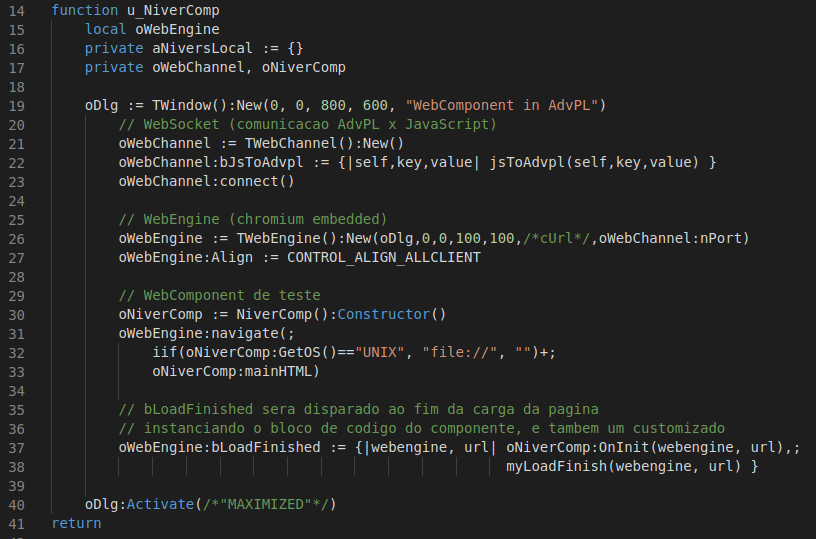 14 function u_NiverComp
15 local oWebEngine
16 private aNiversLocal := {}
17 private oWebChannel, oNiverComp
18
19 oDlg := TWindow():New(0, 0, 800, 600, "WebComponent in AdvPL")
20 // WebSocket (comunicacao AdvPL x JavaScript)
21 oWebChannel := TWebChannel():New()
22 oWebChannel:bJsToAdvpl := {|self,key,value| jsToAdvpl(self,key,value) }
23 oWebChannel:connect()
24
25 // WebEngine (chromium embedded)
26 oWebEngine := TWebEngine():New(oDlg,0,0,100,100,/*cUrl*/,oWebChannel:nPort)
27 oWebEngine:Align := CONTROL_ALIGN_ALLCLIENT
28
29 // WebComponent de teste
30 oNiverComp := NiverComp():Constructor()
31 oWebEngine:navigate(;
32 iif(oNiverComp:GetOS()=="UNIX", "file://", "")+;
33 oNiverComp:mainHTML)
34
35 // bLoadFinished sera disparado ao fim da carga da pagina
36 // instanciando o bloco de codigo do componente, e tambem um customizado
37 oWebEngine:bLoadFinished := {|webengine, url| oNiverComp:OnInit(webengine, url),;
38 myLoadFinish(webengine, url) }
39
40 oDlg:Activate(/*"MAXIMIZED"*/)
41 return